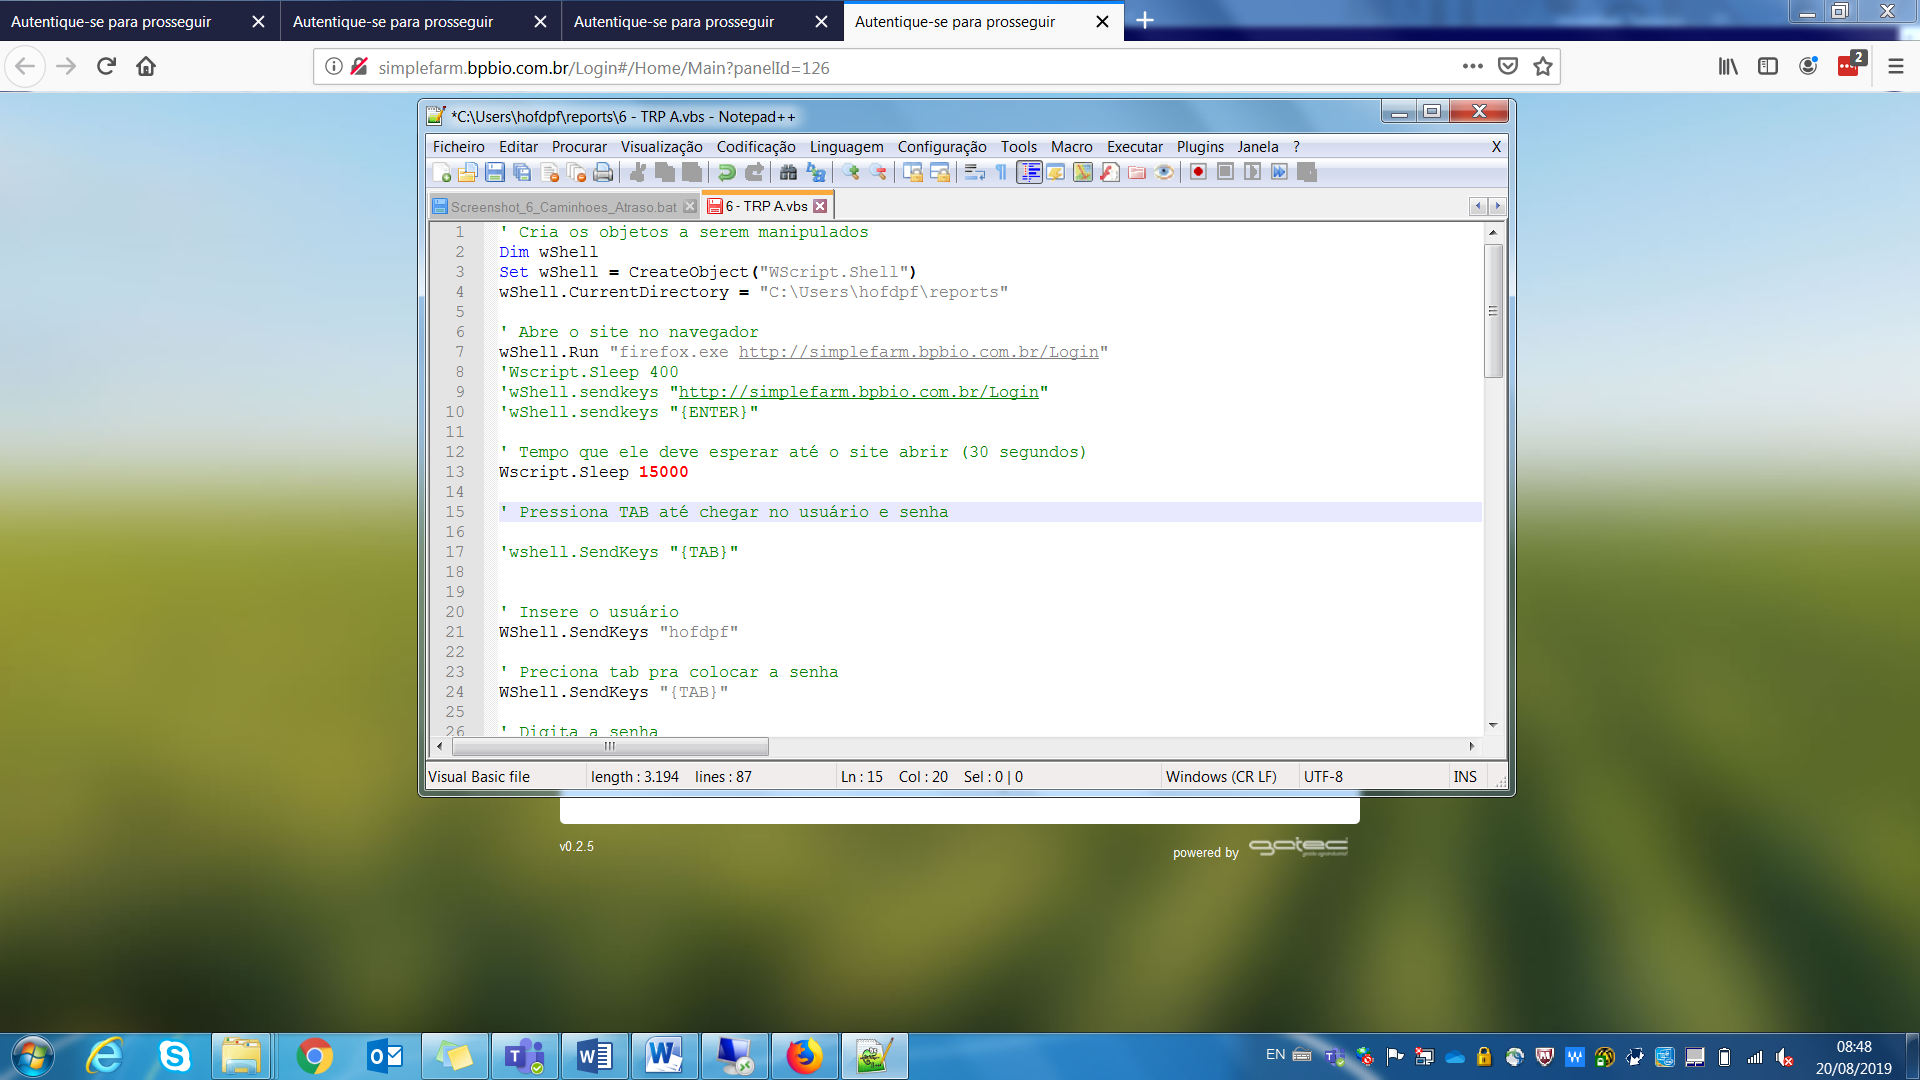 Autentique-se para prosseguir
Autentique-se para prosseguir
Autentique-se para prosseguir
Autentique-se para prosseguir
simplefarm.bpbio.com.br/Login#/Home/Main?panelId=126
2
*C:\Users\hofdpf\reports\6 - TRP A.vbs - Notepad++
Ficheiro Editar Procurar Visualização Codificação Linguagem Configuração Tools Macro Executar Plugins Janela ? X
Screenshot_6_Caminhoes_Atraso.bat
6 - TRP A.vbs
1 ' Cria os objetos a serem manipulados
2 Dim wShell
3 Set wShell = CreateObject("WScript.Shell")
4 wShell.CurrentDirectory = "C:\Users\hofdpf\reports"
5
6 ' Abre o site no navegador
7 wShell.Run "firefox.exe http://simplefarm.bpbio.com.br/Login"
8 'Wscript.Sleep 400
9 'wShell.sendkeys "http://simplefarm.bpbio.com.br/Login"
10 'wShell.sendkeys "{ENTER}"
11
12 ' Tempo que ele deve esperar até o site abrir (30 segundos)
13 Wscript.Sleep 15000
14
15 ' Pressiona TAB até chegar no usuário e senha
16
17 'wshell.SendKeys "{TAB}"
18
19
20 ' Insere o usuário
21 WShell.SendKeys "hofdpf"
22
23 ' Preciona tab pra colocar a senha
24 WShell.SendKeys "{TAB}"
25
26 ' Digita a senha
Visual Basic file length : 3.194 lines : 87 Ln : 15 Col : 20 Sel : 0 | 0 Windows (CR LF) UTF-8 INS
v0.2.5
powered by gatec
EN
08:48
20/08/2019